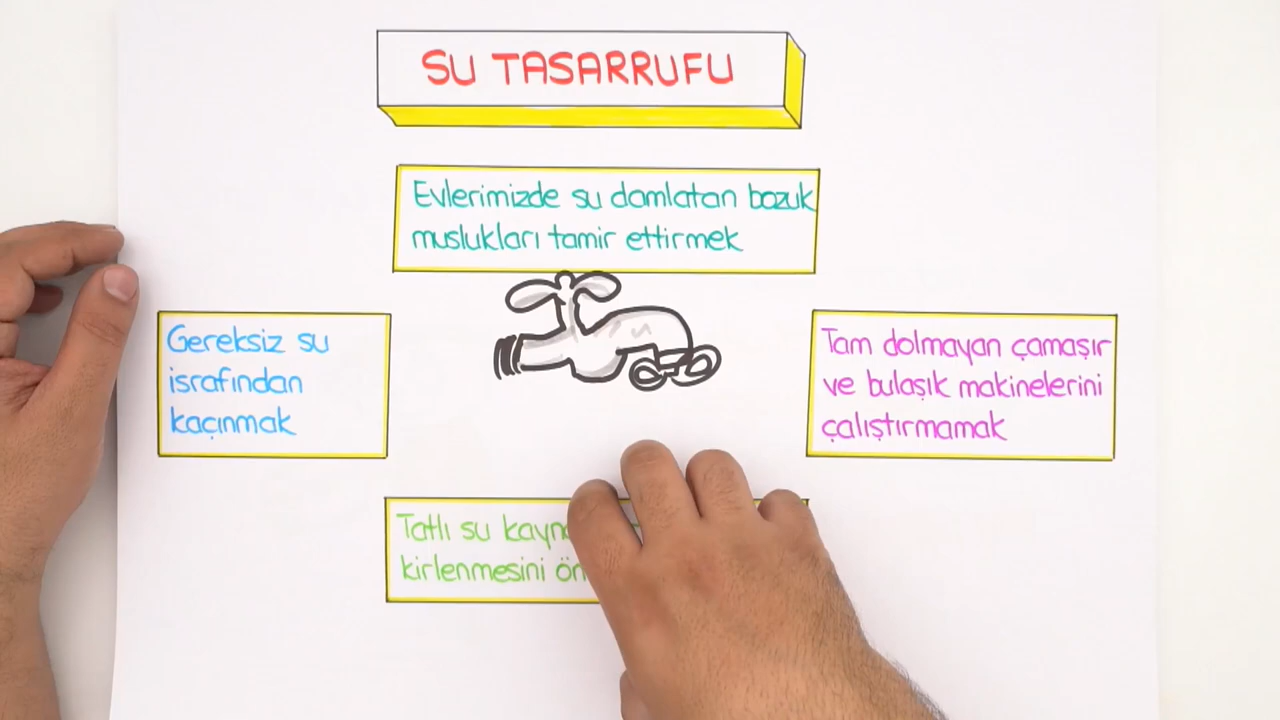 SU TASARRUFU
Evlerimizde su damlatan bozuk
muslukları tamir ettirmek
Gereksiz su
israfından
kaçınmak
Tam dolmayan çamaşır
ve bulaşık makinelerini
çalıştırmamak
Tatlı su
kirlenmesini